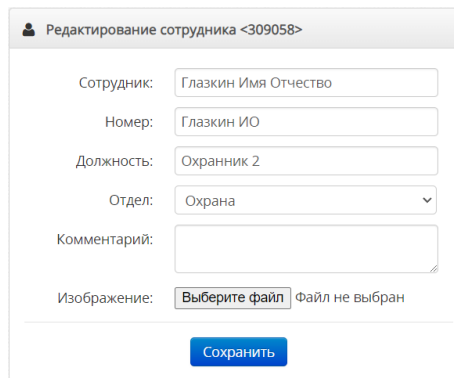 Редактирование сотрудника <309058>
Сотрудник: Глазкин Имя Отчество
Номер: Глазкин ИО
Должность: Охранник 2
Отдел: Охрана
Комментарий:
Изображение: Выберите файл Файл не выбран
Сохранить